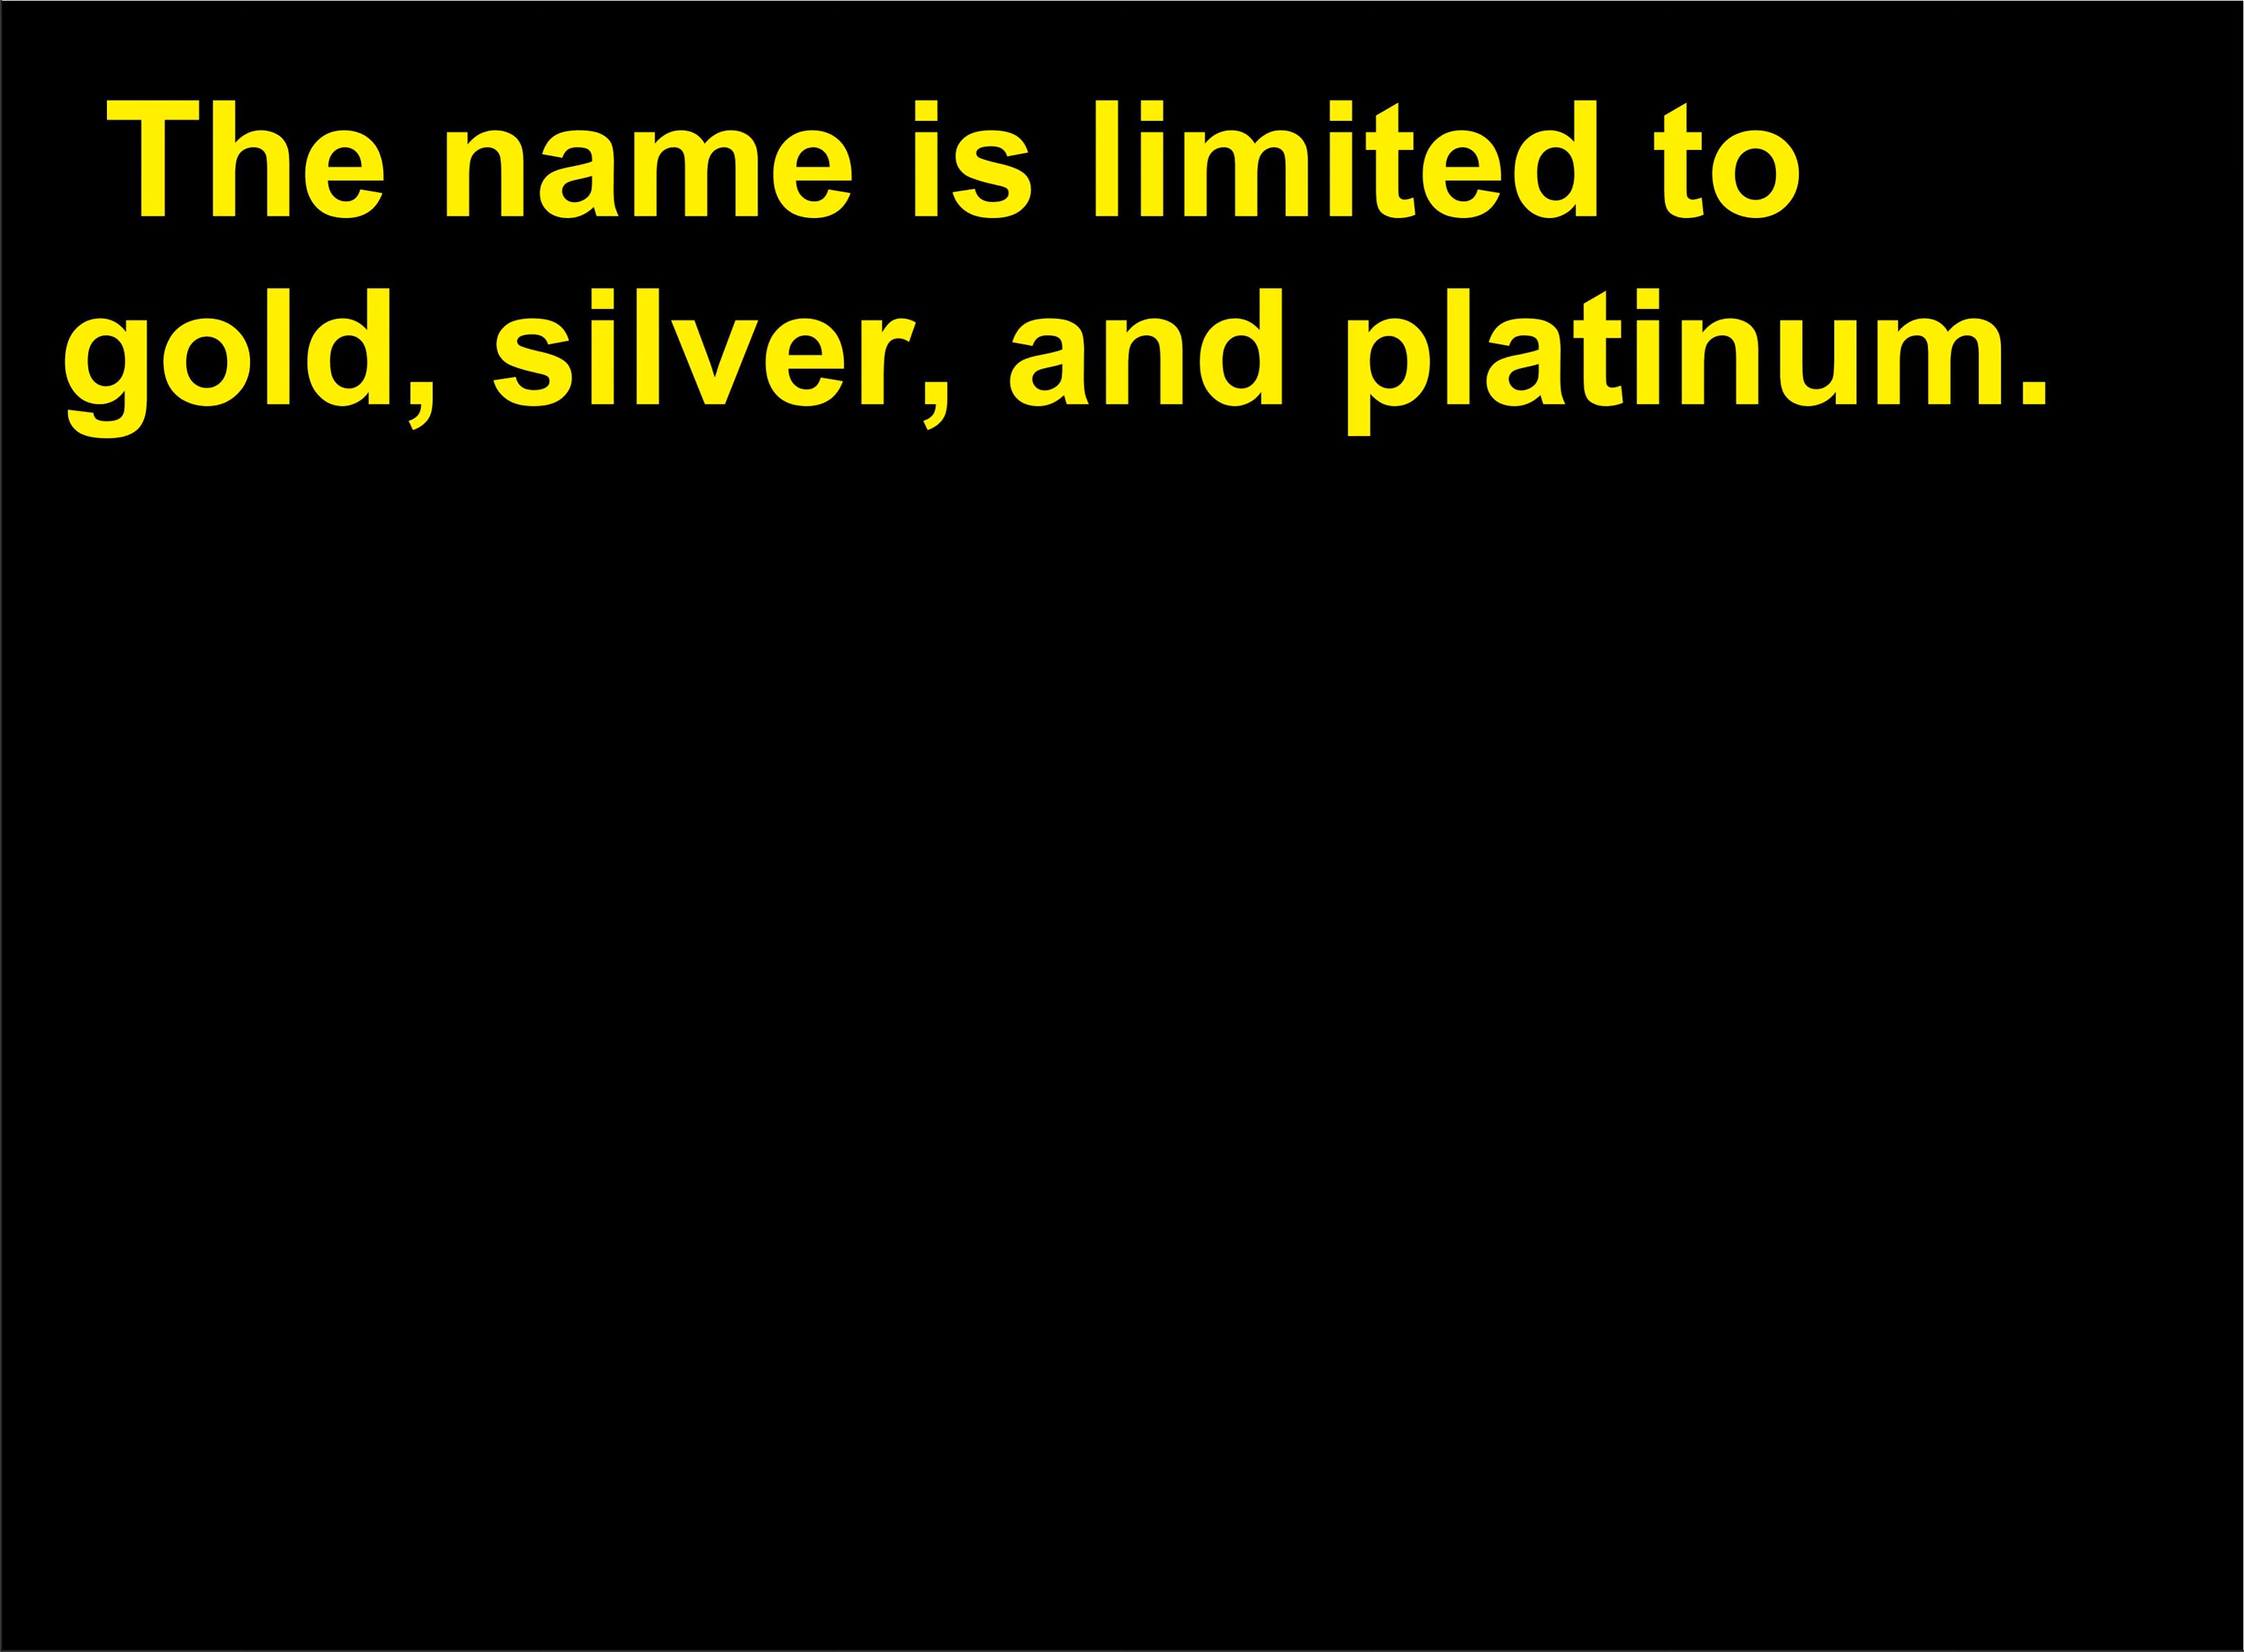 The name is limited to
gold, silver, and platinum.